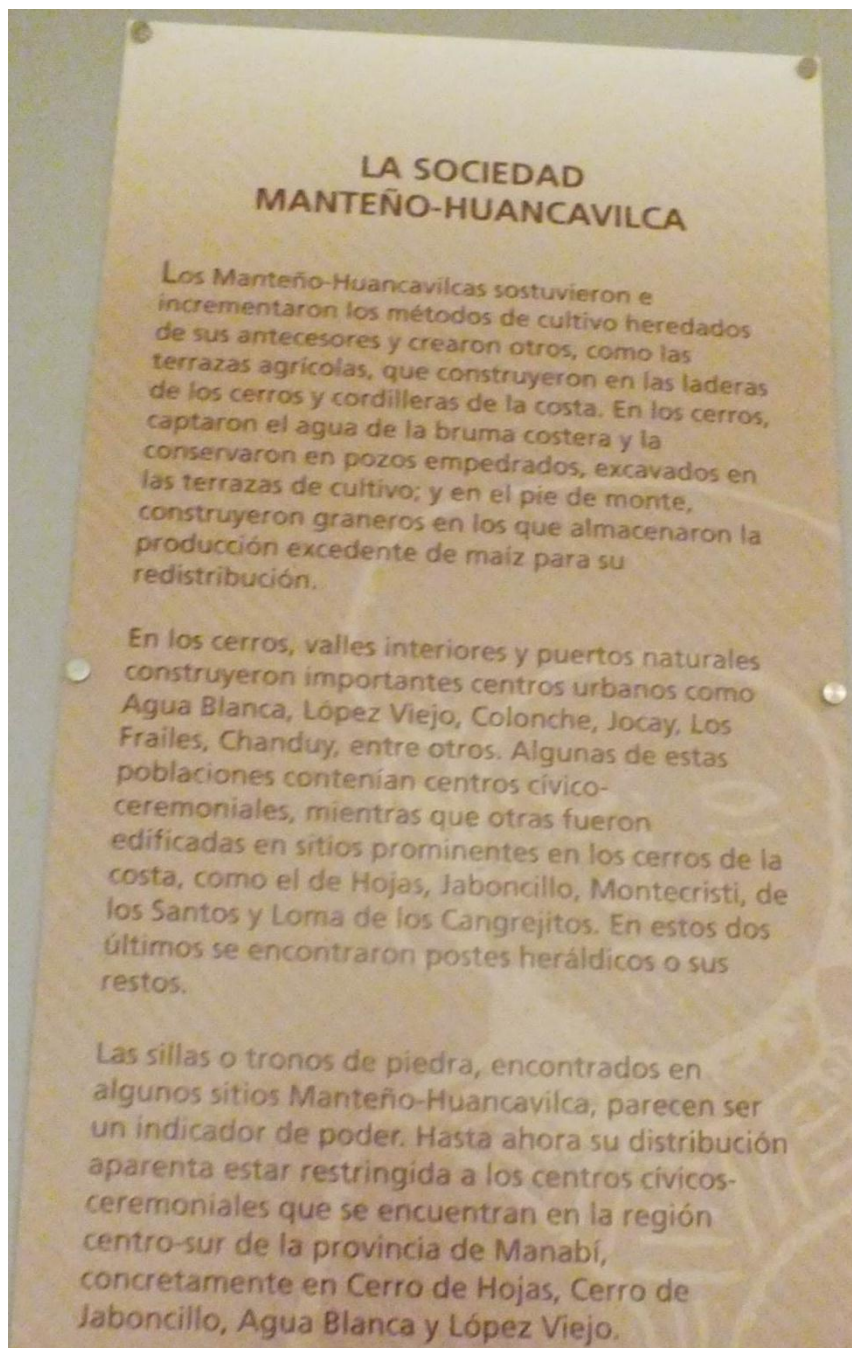 LA SOCIEDAD
MANTEÑO-HUANCAVILCA
Los Manteño-Huancavilcas sostuvieron e
incrementaron los métodos de cultivo heredados
de sus antecesores y crearon otros, como las
terrazas agrícolas, que construyeron en las laderas
de los cerros y cordilleras de la costa. En los cerros,
captaron el agua de la bruma costera y la
conservaron en pozos empedrados, excavados en
las terrazas de cultivo; y en el pie de monte,
construyeron graneros en los que almacenaron la
producción excedente de maíz para su
redistribución.
En los cerros, valles interiores y puertos naturales
construyeron importantes centros urbanos como
Agua Blanca, López Viejo, Colonche, Jocay, Los
Frailes, Chanduy, entre otros. Algunas de estas
poblaciones contenían centros cívico-
ceremoniales, mientras que otras fueron
edificadas en sitios prominentes en los cerros de la
costa, como el de Hojas, Jaboncillo, Montecristi, de
los Santos y Loma de los Cangrejitos. En estos dos
últimos se encontraron postes heráldicos o sus
restos.
Las sillas o tronos de piedra, encontrados en
algunos sitios Manteño-Huancavilca, parecen ser
un indicador de poder. Hasta ahora su distribución
aparenta estar restringida a los centros cívicos-
ceremoniales que se encuentran en la región
centro-sur de la provincia de Manabí,
concretamente en Cerro de Hojas, Cerro de
Jaboncillo, Agua Blanca y López Viejo.